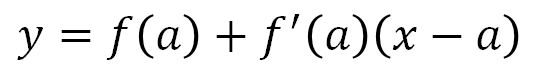 y = f(a) + f′(a)(x − a)